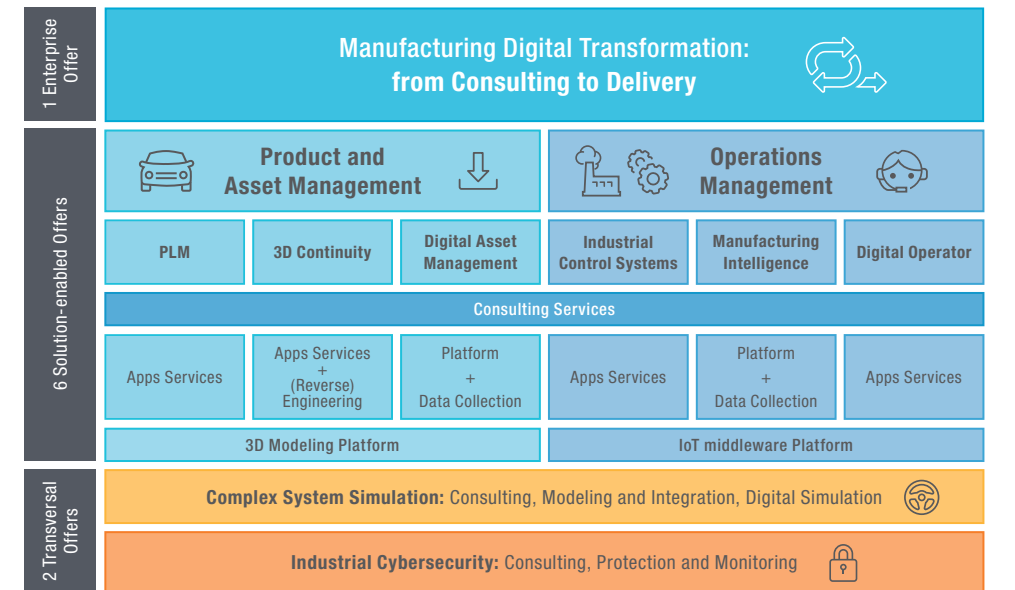 1 Enterprise
Offer
Manufacturing Digital Transformation:
from Consulting to Delivery
6 Solution-enabled Offers
Product and
Asset Management
Operations
Management
PLM
3D Continuity
Digital Asset
Management
Industrial
Control Systems
Manufacturing
Intelligence
Digital Operator
Consulting Services
Apps Services
Apps Services
+
(Reverse)
Engineering
Platform
+
Data Collection
Apps Services
Platform
+
Data Collection
Apps Services
3D Modeling Platform
IoT middleware Platform
2 Transversal
Offers
Complex System Simulation: Consulting, Modeling and Integration, Digital Simulation
Industrial Cybersecurity: Consulting, Protection and Monitoring